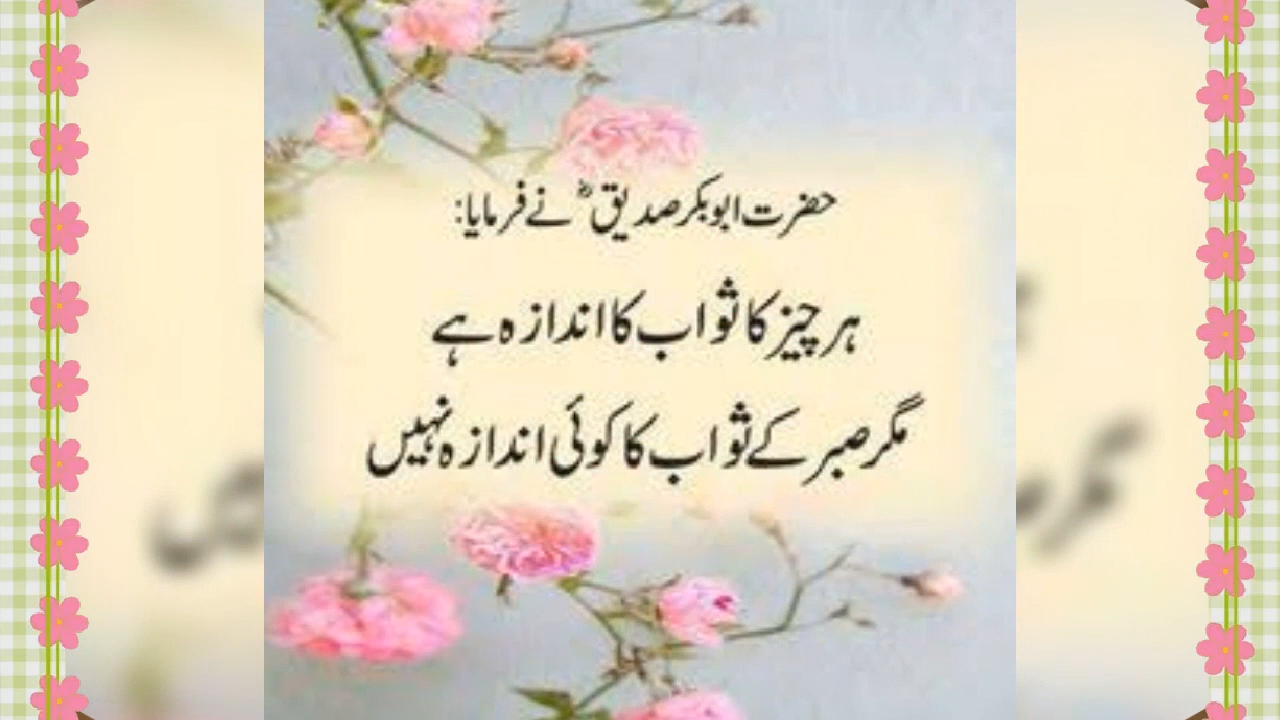 حضرت ابوبکر صدیقؓ نے فرمایا:
ہر چیز کا ثواب کا اندازہ ہے
مگر صبر کے ثواب کا کوئی اندازہ نہیں